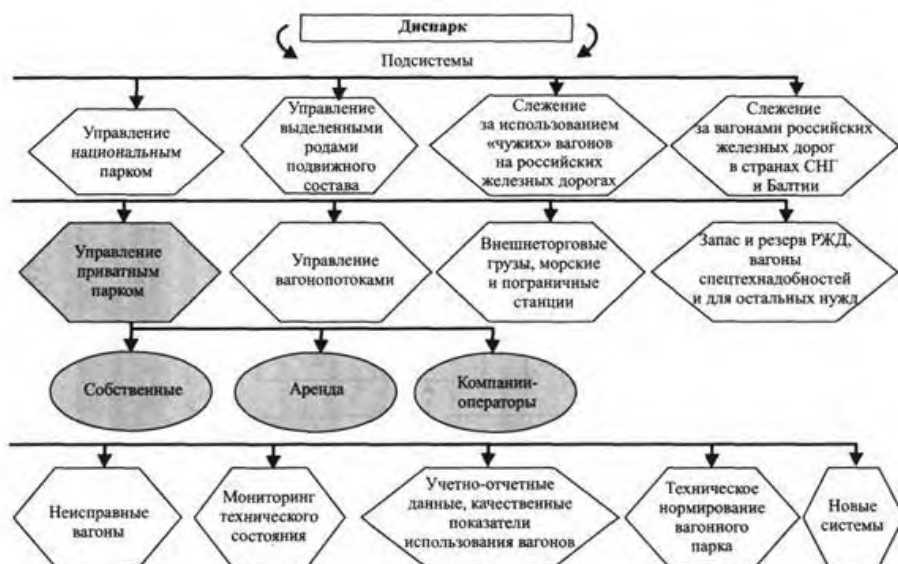 Диспарк
Подсистемы
Управление
национальным
парком
Управление
выделенными
родами
подвижного
состава
Слежение
за использованием
«чужих» вагонов
на российских
железных дорогах
Слежение
за вагонами российских
железных дорог
в странах СНГ
и Балтии
Управление
приватным
парком
Управление
вагонопотоками
Внешнеторговые
грузы, морские
и пограничные
станции
Запас и резерв РЖД,
вагоны
спецтехнадобностей
и для остальных нужд
Собственные
Аренда
Компании-
операторы
Неисправные
вагоны
Мониторинг
технического
состояния
Учетно-отчетные
данные, качественные
показатели
использования вагонов
Техническое
нормирование
вагонного
парка
Новые
системы